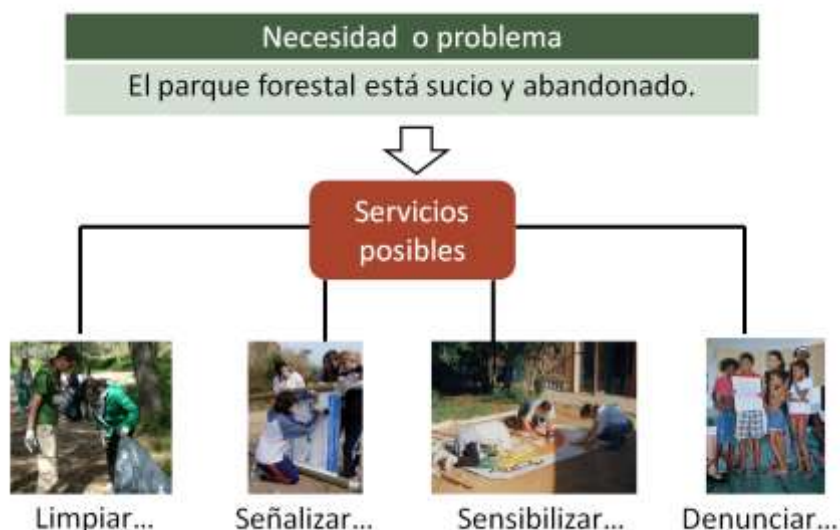 Necesidad o problema
El parque forestal está sucio y abandonado.
Servicios
posibles
Limpiar...
Señalizar...
Sensibilizar...
Denunciar...